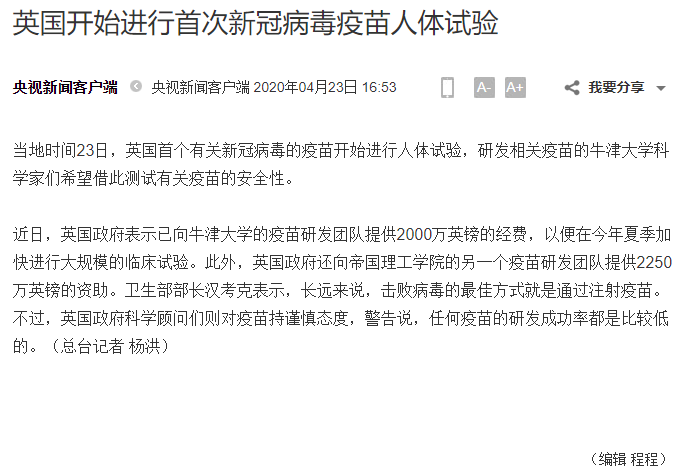 英国开始进行首次新冠病毒疫苗人体试验
央视新闻客户端 央视新闻客户端 2020年04月23日 16:53 A- A+ 我要分享
当地时间23日，英国首个有关新冠病毒的疫苗开始进行人体试验，研发相关疫苗的牛津大学科
学家们希望借此测试有关疫苗的安全性。
近日，英国政府表示已向牛津大学的疫苗研发团队提供2000万英镑的经费，以便在今年夏季加
快进行大规模的临床试验。此外，英国政府还向帝国理工学院的另一个疫苗研发团队提供2250
万英镑的资助。卫生部部长汉考克表示，长远来说，击败病毒的最佳方式就是通过注射疫苗。
不过，英国政府科学顾问们则对疫苗持谨慎态度，警告说，任何疫苗的研发成功率都是比较低
的。（总台记者 杨洪）
（编辑 程程）